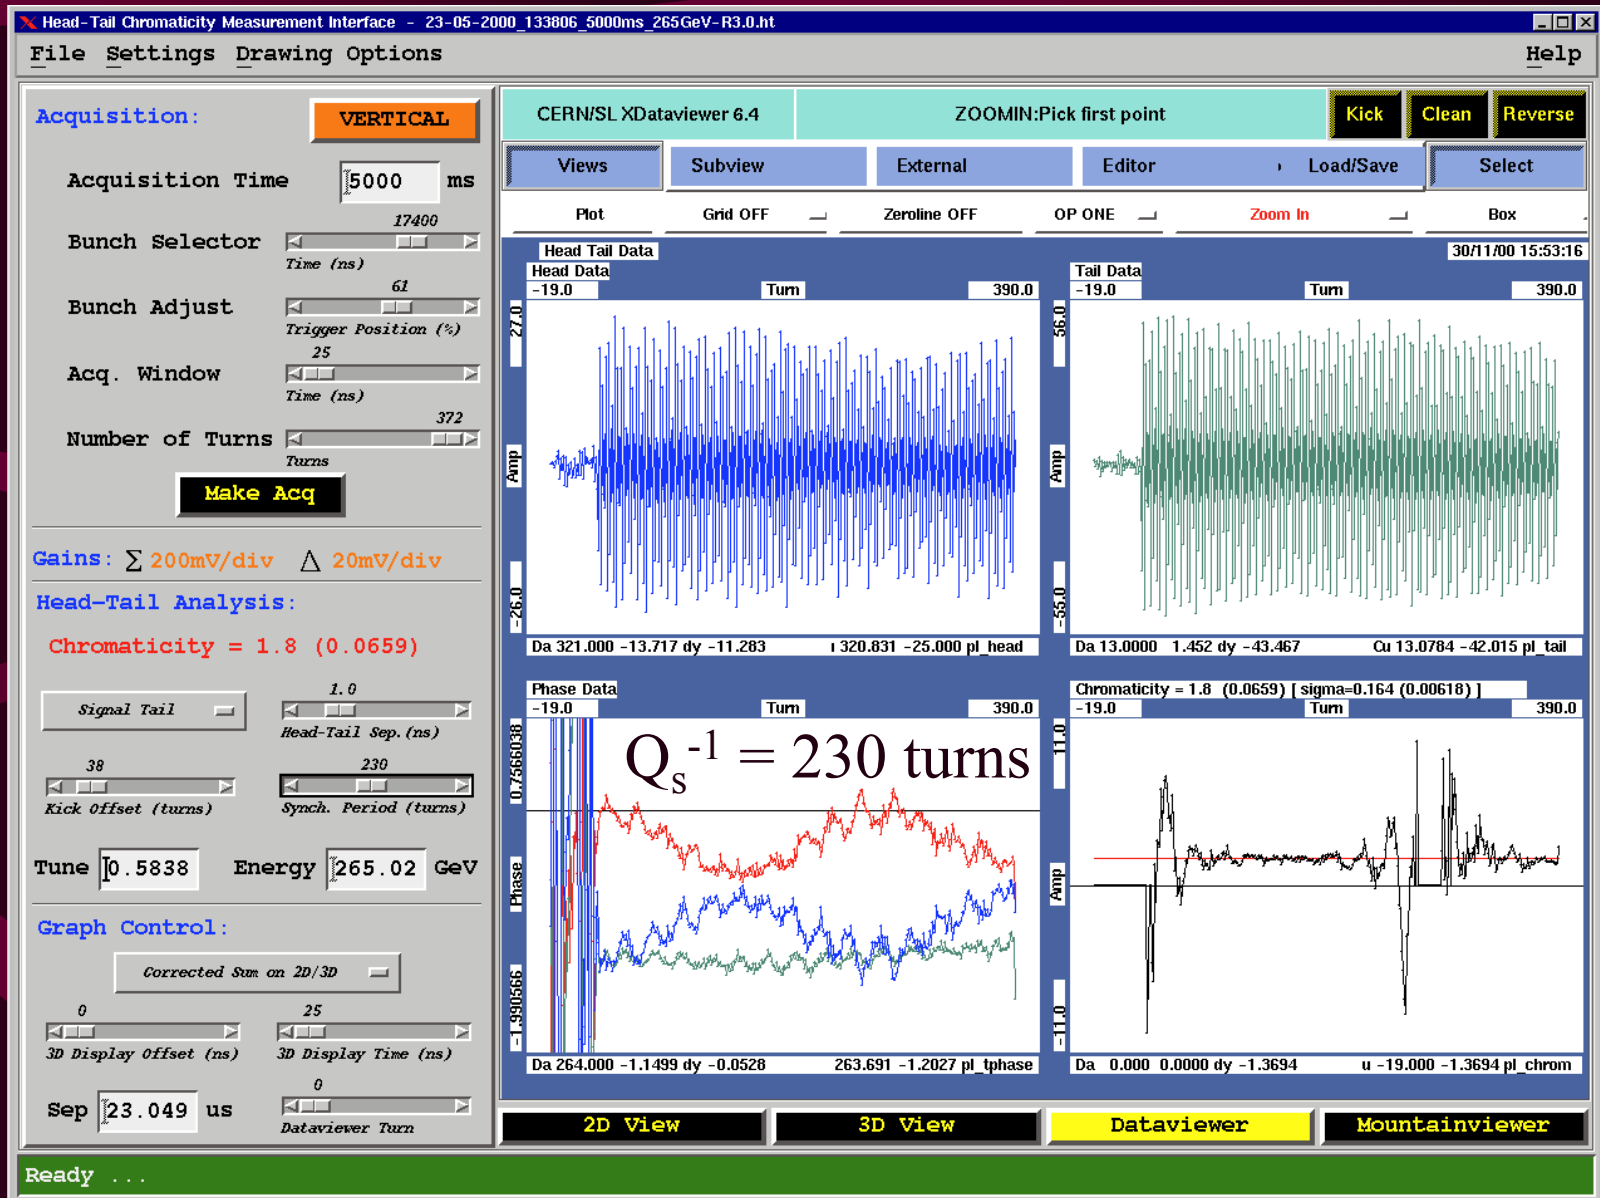 Head-Tail Chromaticity Measurement Interface - 23-05-2000_133806_5000ms_265GeV-R3.0.ht
File Settings Drawing Options Help
Acquisition: VERTICAL
Acquisition Time 5000 ms
17400
Bunch Selector
Time (ns)
61
Bunch Adjust
Trigger Position (%)
25
Acq. Window
Time (ns)
372
Number of Turns
Turns
Make Acq
Gains: Σ 200mV/div Δ 20mV/div
Head-Tail Analysis:
Chromaticity = 1.8 (0.0659)
Signal Tail
1.0
Head-Tail Sep.(ns)
38
Kick Offset (turns)
230
Synch. Period (turns)
Tune 0.5838 Energy 265.02 GeV
Graph Control:
Corrected Sum on 2D/3D
0
3D Display Offset (ns)
25
3D Display Time (ns)
Sep 23.049 us
0
Dataviewer Turn
CERN/SL XDataviewer 6.4 ZOOMIN:Pick first point Kick Clean Reverse
Views Subview External Editor Load/Save Select
Plot Grid OFF Zeroline OFF OP ONE Zoom In Box
Head Tail Data 30/11/00 15:53:16
Head Data
-19.0 Turn 390.0
27.0
Amp
-26.0
Da 321.000 -13.717 dy -11.283 ı 320.831 -25.000 pl_head
Tail Data
-19.0 Turn 390.0
56.0
Amp
-55.0
Da 13.0000 1.452 dy -43.467 Cu 13.0784 -42.015 pl_tail
Phase Data
-19.0 Turn 390.0
0.7566038
Phase
-1.990566
Qs-1 = 230 turns
Da 264.000 -1.1499 dy -0.0528 263.691 -1.2027 pl_tphase
Chromaticity = 1.8 (0.0659) [ sigma=0.164 (0.00618) ]
-19.0 Turn 390.0
11.0
Amp
-11.0
Da 0.000 0.0000 dy -1.3694 u -19.000 -1.3694 pl_chrom
2D View 3D View Dataviewer Mountainviewer
Ready ...